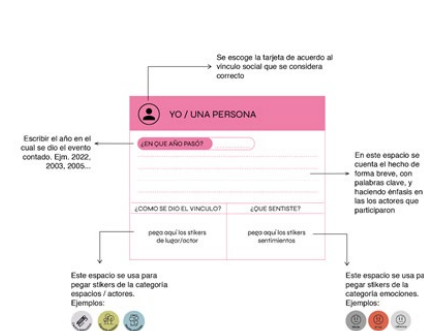 Se escoge la tarjeta de acuerdo al
vinculo social que se considera
correcto
YO / UNA PERSONA
Escribir el año en el
cual se dio el evento
contado. Ejm. 2022,
2003, 2005...
¿EN QUE AÑO PASÓ?
En este espacio se
cuenta el hecho de
forma breve, con
palabras clave, y
haciendo énfasis en
las los actores que
participaron
¿COMO SE DIO EL VINCULO?
¿QUE SENTISTE?
pega aquí los stikers
de lugar/actor
pega aquí los stikers
sentimientos
Este espacio se usa para
pegar stikers de la categoría
espacios / actores.
Ejemplos:
Este espacio se usa pa
pegar stikers de la
categoría emociones.
Ejemplos: